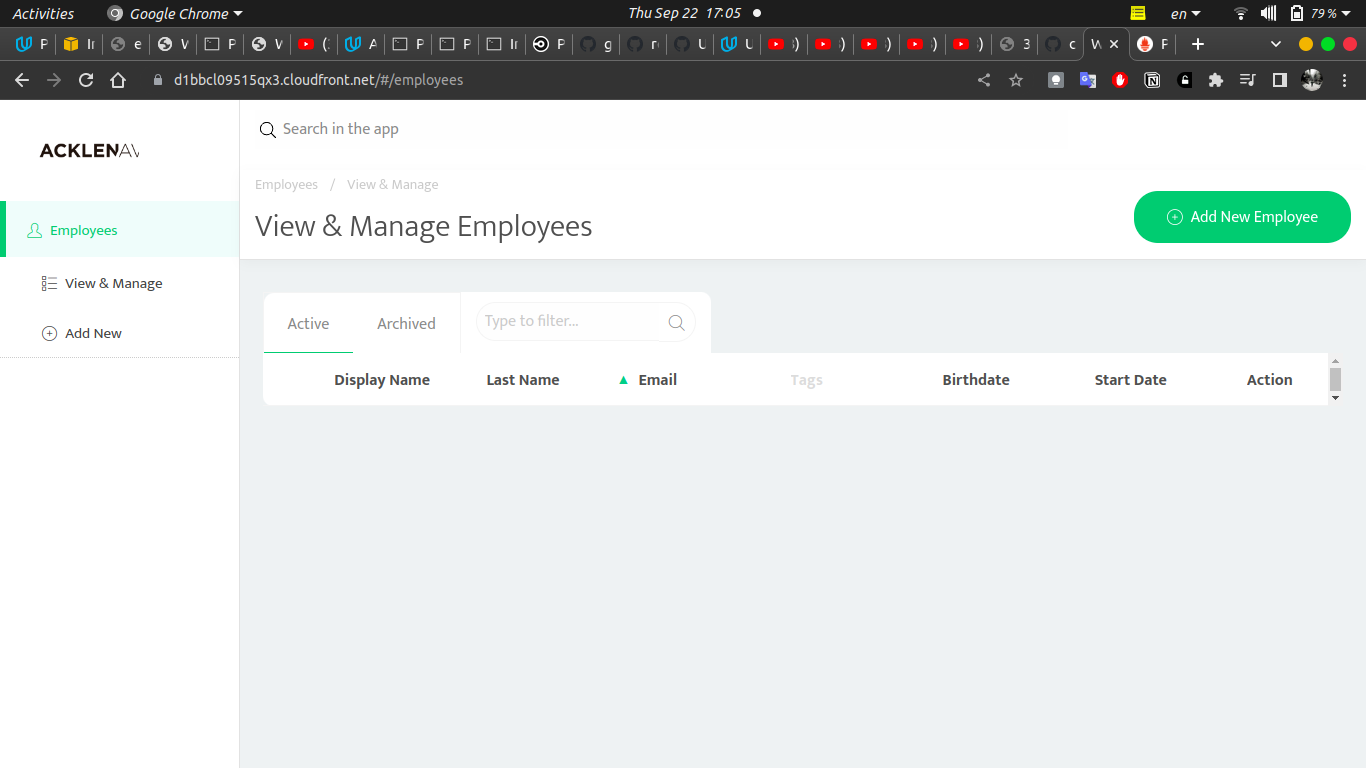 Activities Google Chrome Thu Sep 22 17:05 en 79%
P I e V P V P (: A P P I P g r U U :) :) :) :) :) 3 c W P
d1bbcl09515qx3.cloudfront.net/#/employees
Search in the app
ACKLENAV
Employees / View & Manage
View & Manage Employees
Add New Employee
Employees
View & Manage
Add New
Active Archived Type to filter...
Display Name Last Name Email Tags Birthdate Start Date Action